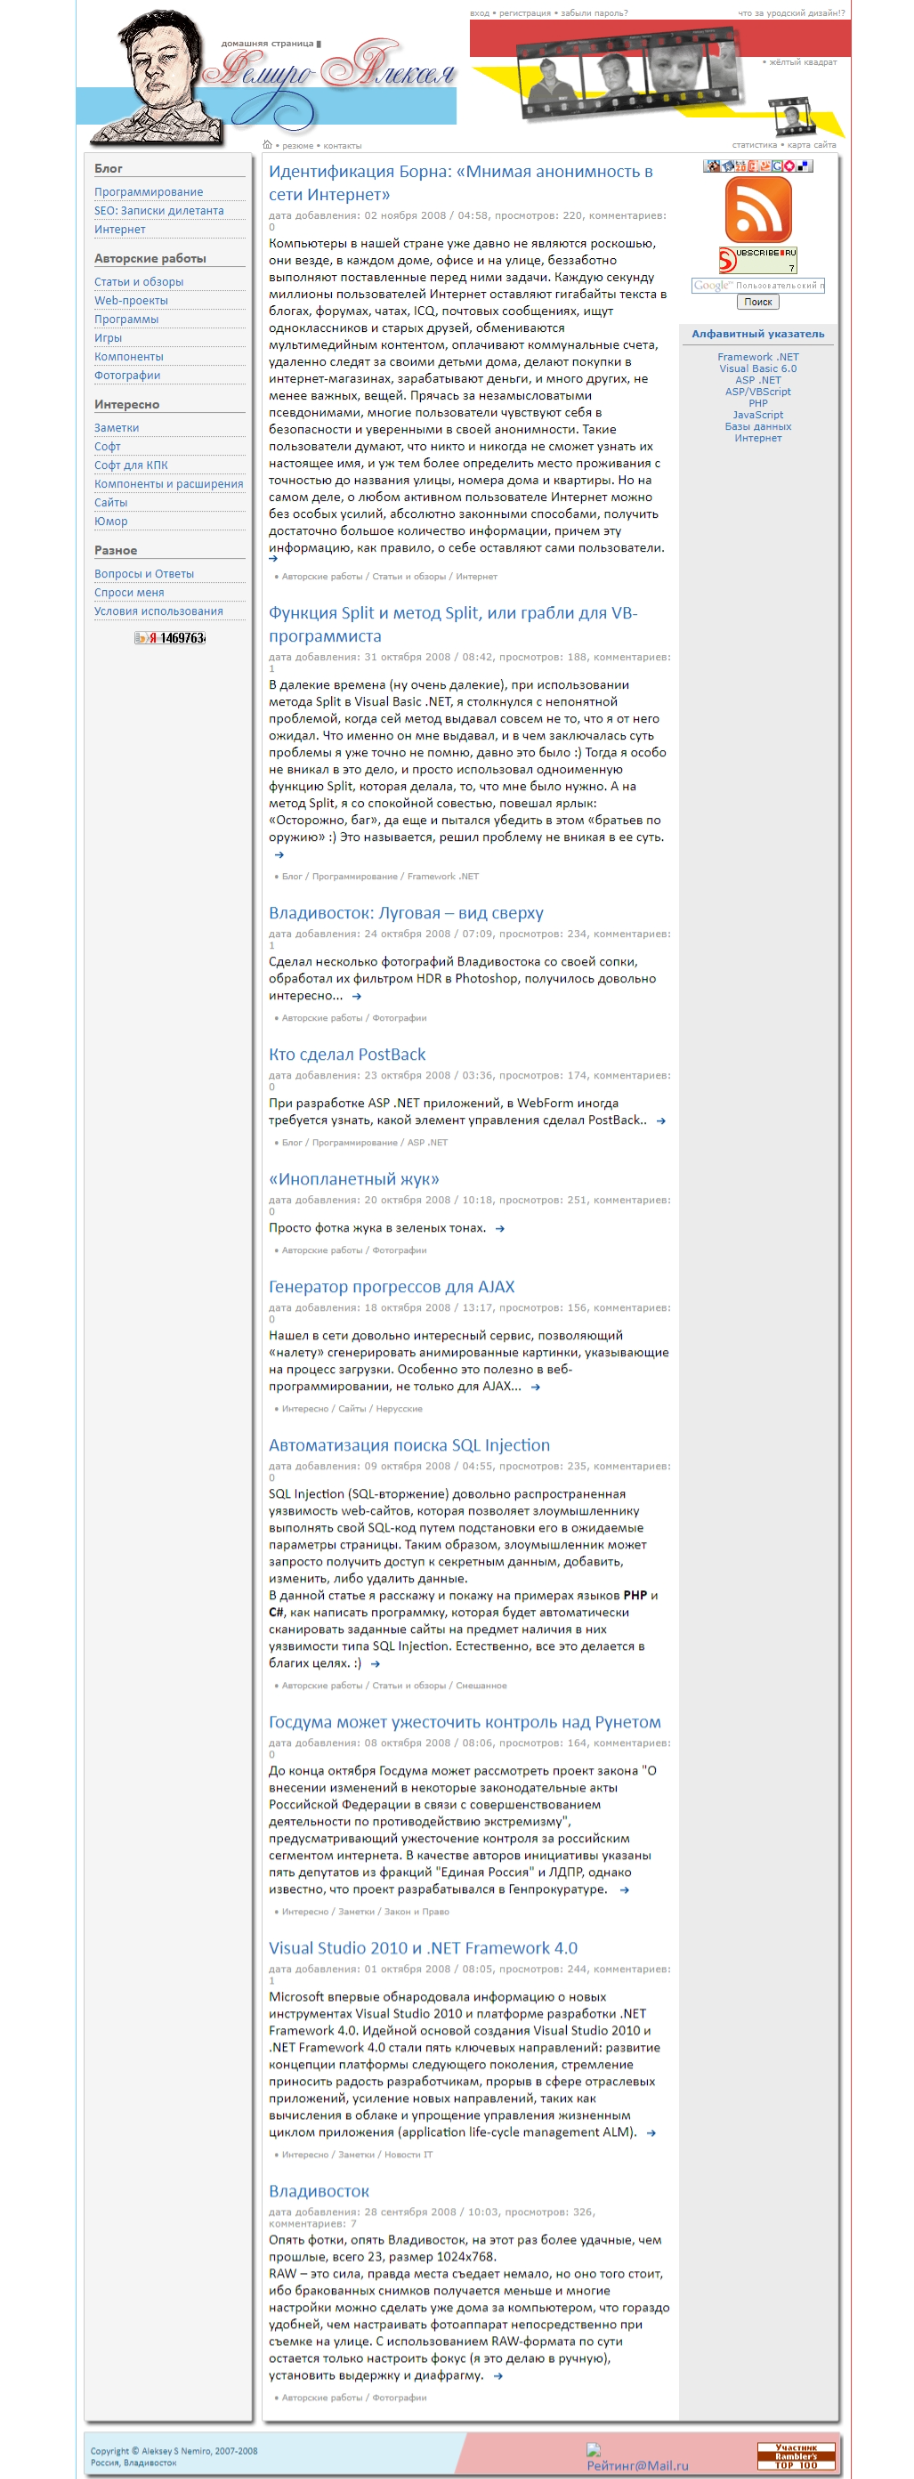 вход • регистрация • забыли пароль?
что за уродский дизайн!?
домашняя страница
Немиро-Алексея
• жёлтый квадрат
• резюме • контакты
статистика • карта сайта
Блог
Программирование
SEO: Записки дилетанта
Интернет
Авторские работы
Статьи и обзоры
Web-проекты
Программы
Игры
Компоненты
Фотографии
Интересно
Заметки
Софт
Софт для КПК
Компоненты и расширения
Сайты
Юмор
Разное
Вопросы и Ответы
Спроси меня
Условия использования
Я 1469763
Идентификация Борна: «Мнимая анонимность в
сети Интернет»
дата добавления: 02 ноября 2008 / 04:58, просмотров: 220, комментариев:
0
Компьютеры в нашей стране уже давно не являются роскошью,
они везде, в каждом доме, офисе и на улице, беззаботно
выполняют поставленные перед ними задачи. Каждую секунду
миллионы пользователей Интернет оставляют гигабайты текста в
блогах, форумах, чатах, ICQ, почтовых сообщениях, ищут
одноклассников и старых друзей, обмениваются
мультимедийным контентом, оплачивают коммунальные счета,
удаленно следят за своими детьми дома, делают покупки в
интернет-магазинах, зарабатывают деньги, и много других, не
менее важных, вещей. Прячась за незамысловатыми
псевдонимами, многие пользователи чувствуют себя в
безопасности и уверенными в своей анонимности. Такие
пользователи думают, что никто и никогда не сможет узнать их
настоящее имя, и уж тем более определить место проживания с
точностью до названия улицы, номера дома и квартиры. Но на
самом деле, о любом активном пользователе Интернет можно
без особых усилий, абсолютно законными способами, получить
достаточно большое количество информации, причем эту
информацию, как правило, о себе оставляют сами пользователи.
➔
• Авторские работы / Статьи и обзоры / Интернет
Функция Split и метод Split, или грабли для VB-
программиста
дата добавления: 31 октября 2008 / 08:42, просмотров: 188, комментариев:
1
В далекие времена (ну очень далекие), при использовании
метода Split в Visual Basic .NET, я столкнулся с непонятной
проблемой, когда сей метод выдавал совсем не то, что я от него
ожидал. Что именно он мне выдавал, и в чем заключалась суть
проблемы я уже точно не помню, давно это было :) Тогда я особо
не вникал в это дело, и просто использовал одноименную
функцию Split, которая делала, то, что мне было нужно. А на
метод Split, я со спокойной совестью, повешал ярлык:
«Осторожно, баг», да еще и пытался убедить в этом «братьев по
оружию» :) Это называется, решил проблему не вникая в ее суть.
➔
• Блог / Программирование / Framework .NET
Владивосток: Луговая – вид сверху
дата добавления: 24 октября 2008 / 07:09, просмотров: 234, комментариев:
1
Сделал несколько фотографий Владивостока со своей сопки,
обработал их фильтром HDR в Photoshop, получилось довольно
интересно... ➔
• Авторские работы / Фотографии
Кто сделал PostBack
дата добавления: 23 октября 2008 / 03:36, просмотров: 174, комментариев:
0
При разработке ASP .NET приложений, в WebForm иногда
требуется узнать, какой элемент управления сделал PostBack.. ➔
• Блог / Программирование / ASP .NET
«Инопланетный жук»
дата добавления: 20 октября 2008 / 10:18, просмотров: 251, комментариев:
0
Просто фотка жука в зеленых тонах. ➔
• Авторские работы / Фотографии
Генератор прогрессов для AJAX
дата добавления: 18 октября 2008 / 13:17, просмотров: 156, комментариев:
0
Нашел в сети довольно интересный сервис, позволяющий
«налету» сгенерировать анимированные картинки, указывающие
на процесс загрузки. Особенно это полезно в веб-
программировании, не только для AJAX... ➔
• Интересно / Сайты / Нерусские
Автоматизация поиска SQL Injection
дата добавления: 09 октября 2008 / 04:55, просмотров: 235, комментариев:
0
SQL Injection (SQL-вторжение) довольно распространенная
уязвимость web-сайтов, которая позволяет злоумышленнику
выполнять свой SQL-код путем подстановки его в ожидаемые
параметры страницы. Таким образом, злоумышленник может
запросто получить доступ к секретным данным, добавить,
изменить, либо удалить данные.
В данной статье я расскажу и покажу на примерах языков PHP и
C#, как написать программку, которая будет автоматически
сканировать заданные сайты на предмет наличия в них
уязвимости типа SQL Injection. Естественно, все это делается в
благих целях. :) ➔
• Авторские работы / Статьи и обзоры / Смешанное
Госдума может ужесточить контроль над Рунетом
дата добавления: 08 октября 2008 / 08:06, просмотров: 164, комментариев:
0
До конца октября Госдума может рассмотреть проект закона "О
внесении изменений в некоторые законодательные акты
Российской Федерации в связи с совершенствованием
деятельности по противодействию экстремизму",
предусматривающий ужесточение контроля за российским
сегментом интернета. В качестве авторов инициативы указаны
пять депутатов из фракций "Единая Россия" и ЛДПР, однако
известно, что проект разрабатывался в Генпрокуратуре. ➔
• Интересно / Заметки / Закон и Право
Visual Studio 2010 и .NET Framework 4.0
дата добавления: 01 октября 2008 / 08:05, просмотров: 244, комментариев:
1
Microsoft впервые обнародовала информацию о новых
инструментах Visual Studio 2010 и платформе разработки .NET
Framework 4.0. Идейной основой создания Visual Studio 2010 и
.NET Framework 4.0 стали пять ключевых направлений: развитие
концепции платформы следующего поколения, стремление
приносить радость разработчикам, прорыв в сфере отраслевых
приложений, усиление новых направлений, таких как
вычисления в облаке и упрощение управления жизненным
циклом приложения (application life-cycle management ALM). ➔
• Интересно / Заметки / Новости IT
Владивосток
дата добавления: 28 сентября 2008 / 10:03, просмотров: 326,
комментариев: 7
Опять фотки, опять Владивосток, на этот раз более удачные, чем
прошлые, всего 23, размер 1024x768.
RAW – это сила, правда места съедает немало, но оно того стоит,
ибо бракованных снимков получается меньше и многие
настройки можно сделать уже дома за компьютером, что гораздо
удобней, чем настраивать фотоаппарат непосредственно при
съемке на улице. С использованием RAW-формата по сути
остается только настроить фокус (я это делаю в ручную),
установить выдержку и диафрагму. ➔
• Авторские работы / Фотографии
SUBSCRIBE.RU
7
Google™ Пользовательский п
Поиск
Алфавитный указатель
Framework .NET
Visual Basic 6.0
ASP .NET
ASP/VBScript
PHP
JavaScript
Базы данных
Интернет
Copyright © Aleksey S Nemiro, 2007-2008
Россия, Владивосток
Рейтинг@Mail.ru
Участник
Rambler's
TOP 100